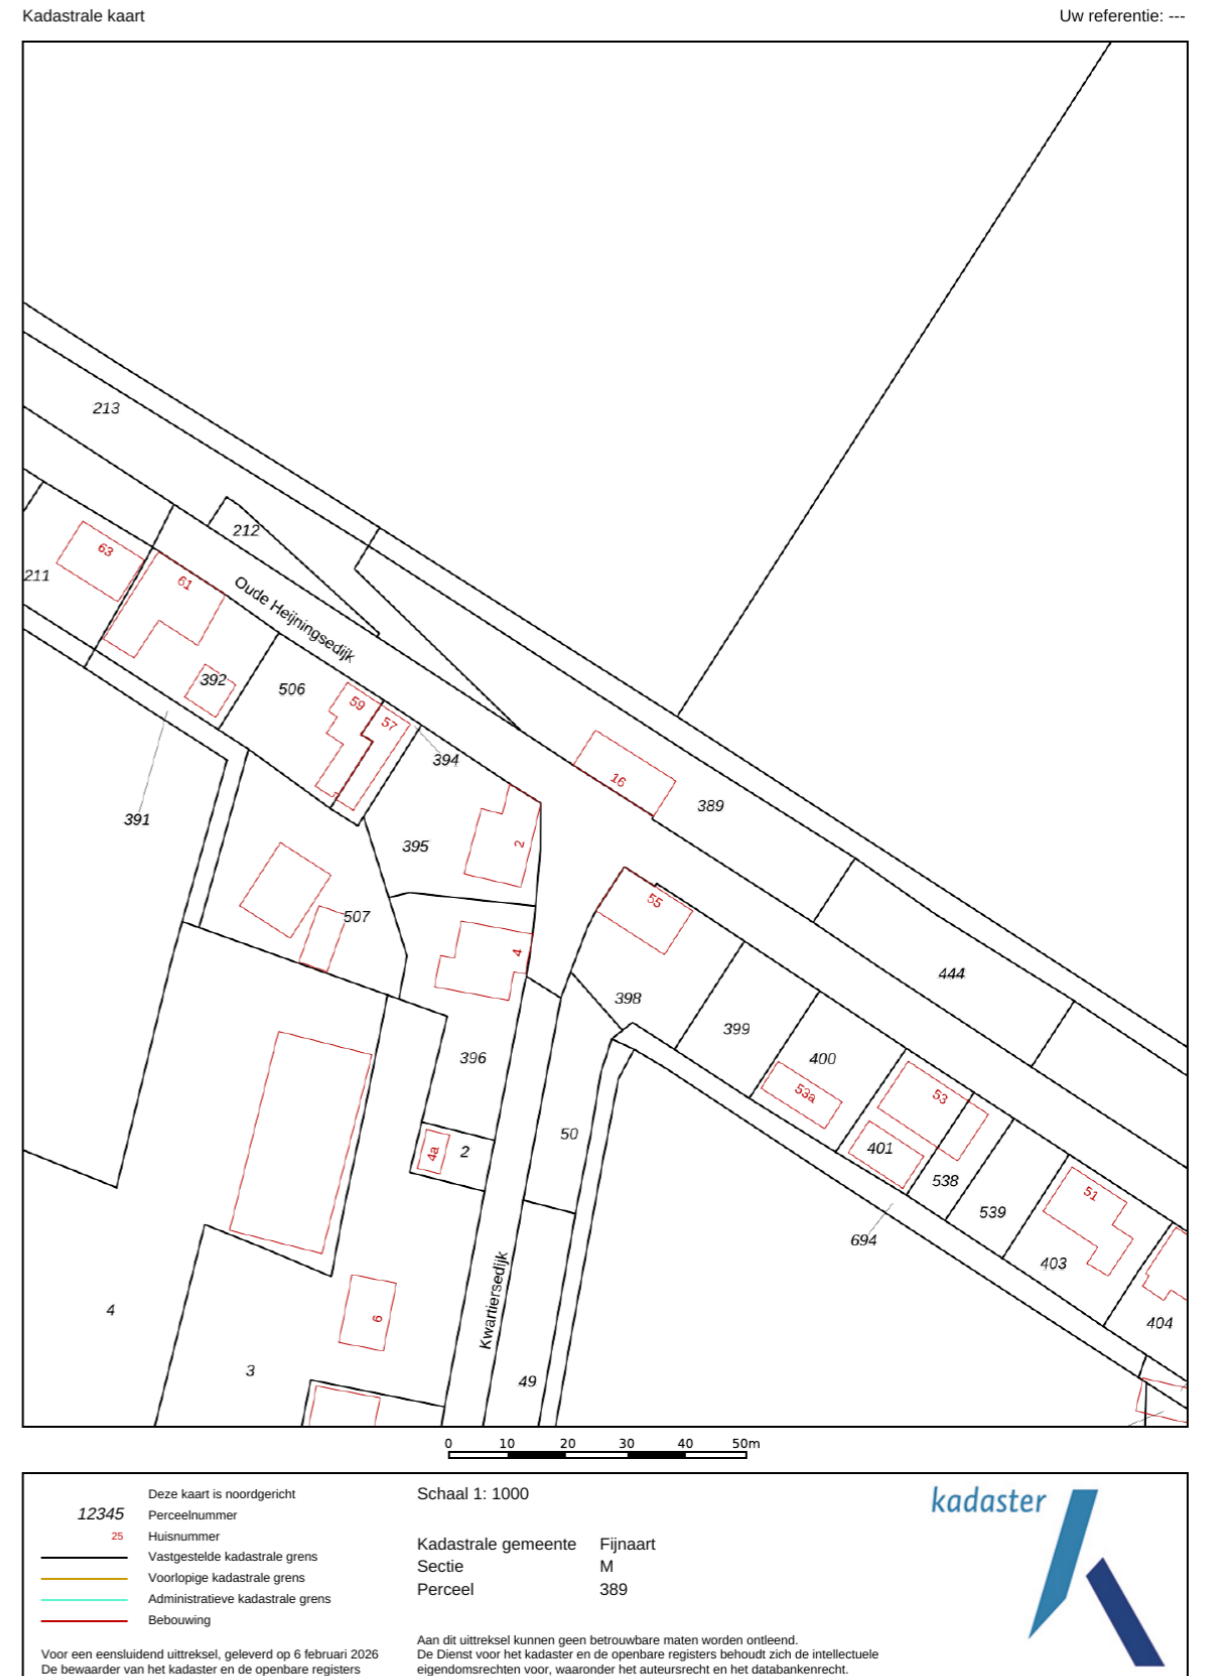 Kadastrale kaart
Uw referentie: ---
213
212
63
211
61
Oude Heijningsedijk
392
506
59
57
394
391
395
2
16
389
507
4
55
398
444
396
399
400
53a
53
401
50
4a
2
538
539
51
694
403
404
Kwartiersedijk
4
6
3
49
0 10 20 30 40 50m
Deze kaart is noordgericht
12345 Perceelnummer
25 Huisnummer
Vastgestelde kadastrale grens
Voorlopige kadastrale grens
Administratieve kadastrale grens
Bebouwing
Voor een eensluidend uittreksel, geleverd op 6 februari 2026
De bewaarder van het kadaster en de openbare registers
Schaal 1: 1000
Kadastrale gemeente Fijnaart
Sectie M
Perceel 389
Aan dit uittreksel kunnen geen betrouwbare maten worden ontleend.
De Dienst voor het kadaster en de openbare registers behoudt zich de intellectuele
eigendomsrechten voor, waaronder het auteursrecht en het databankenrecht.
kadaster